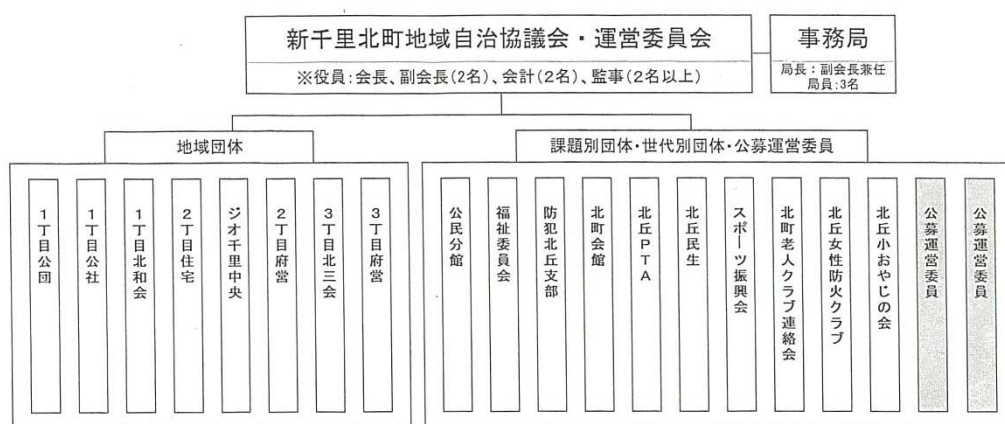 新千里北町地域自治協議会・運営委員会
※役員:会長、副会長(2名)、会計(2名)、監事(2名以上)
事務局
局長:副会長兼任
局員:3名
地域団体
課題別団体・世代別団体・公募運営委員
1丁目公団
1丁目公社
1丁目北和会
2丁目住宅
ジオ千里中央
2丁目府営
3丁目北三会
3丁目府営
公民分館
福祉委員会
防犯北丘支部
北町会館
北丘PTA
北丘民生
スポーツ振興会
北町老人クラブ連絡会
北丘女性防火クラブ
北丘小おやじの会
公募運営委員
公募運営委員